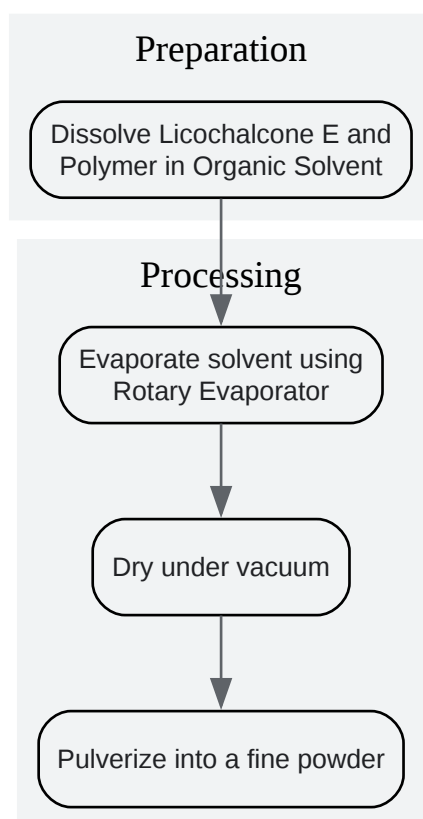 Preparation
Dissolve Licochalcone E and
Polymer in Organic Solvent
Processing
Evaporate solvent using
Rotary Evaporator
Dry under vacuum
Pulverize into a fine powder